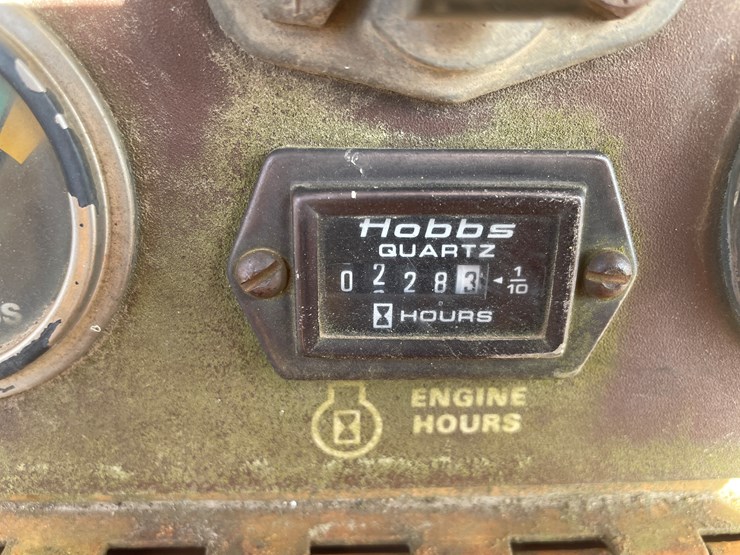 Hobbs
QUARTZ
0 2 2 8 3 ◄ 1/10
HOURS
ENGINE
HOURS